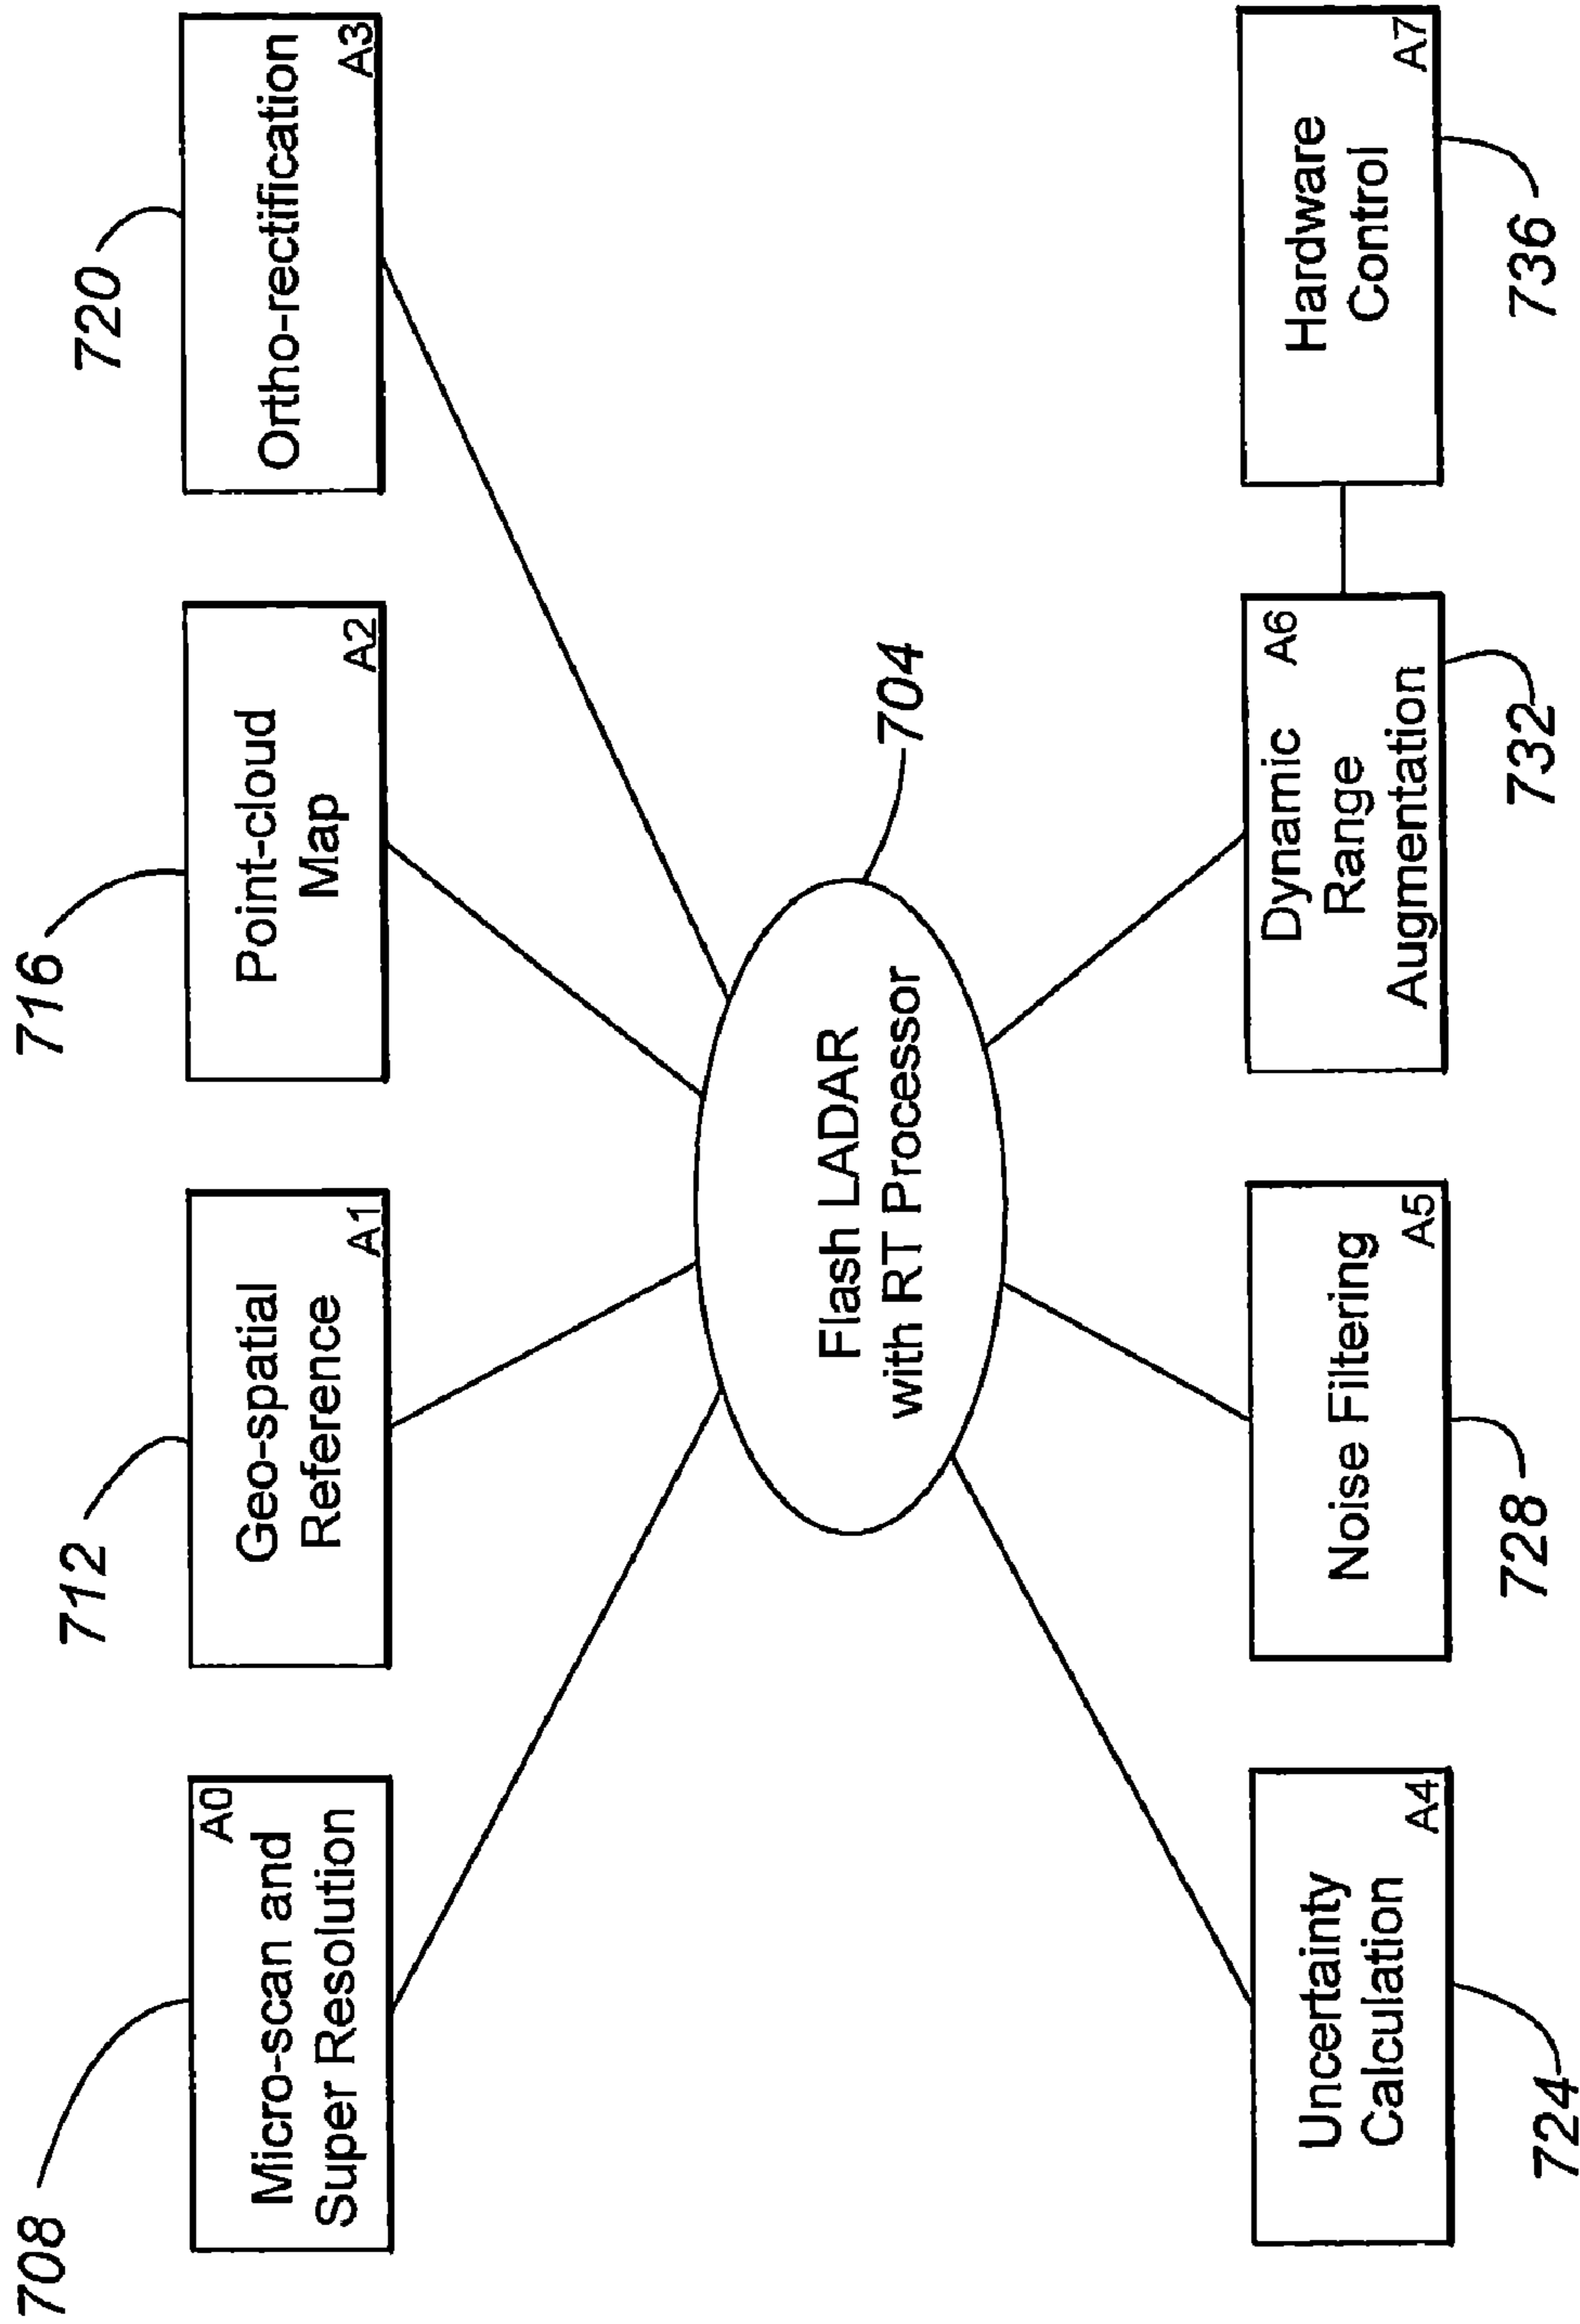 708
A0
Micro-scan and
Super Resolution
712
Geo-spatial
Reference
A1
716
Point-cloud
Map
A2
720
Ortho-rectification
A3
Flash LADAR
with RT Processor
704
Uncertainty
Calculation
A4
724
Noise Filtering
A5
728
A6
Dynamic
Range
Augmentation
732
Hardware
Control
A7
736